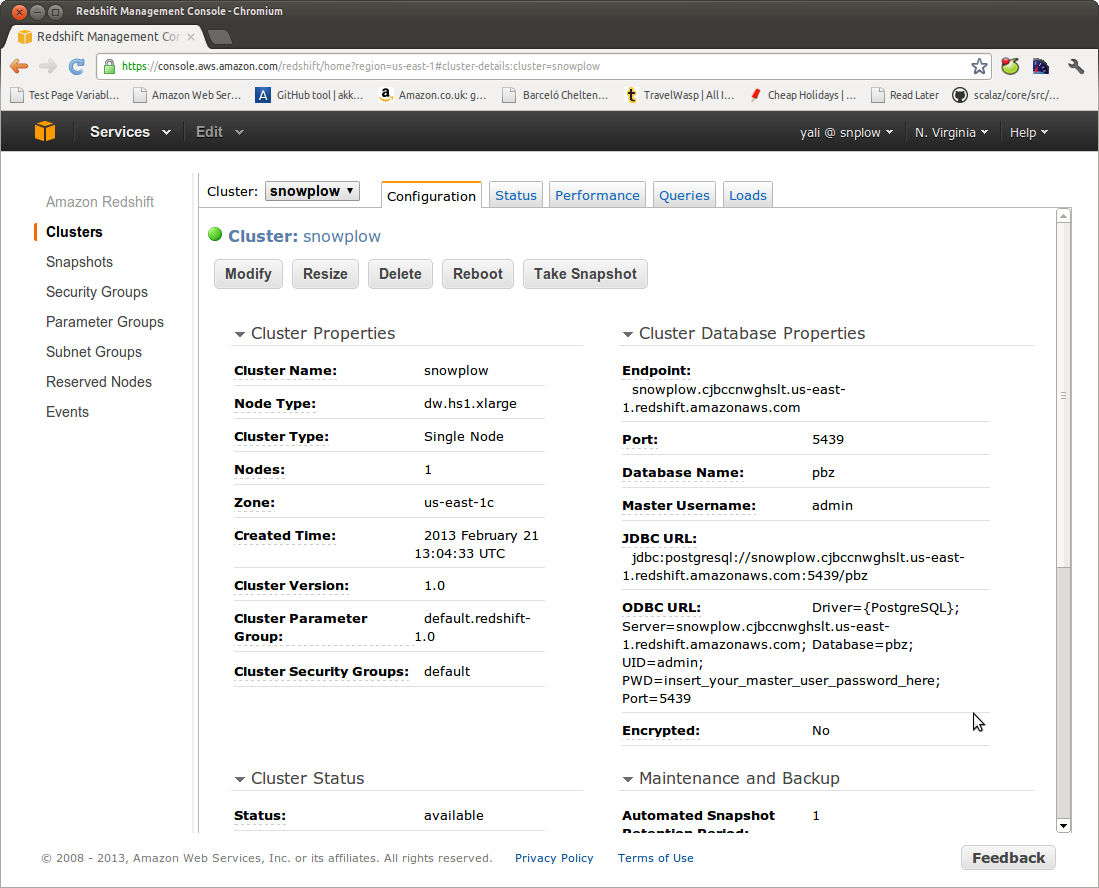 Redshift Management Console - Chromium
Redshift Management Cor
https://console.aws.amazon.com/redshift/home?region=us-east-1#cluster-details:cluster=snowplow
Test Page Variabl... Amazon Web Ser... GitHub tool | akk... Amazon.co.uk: g... Barceló Chelten... TravelWasp | All I... Cheap Holidays | ... Read Later scalaz/core/src/...
Services Edit yali @ snplow N. Virginia Help
Amazon Redshift
Clusters
Snapshots
Security Groups
Parameter Groups
Subnet Groups
Reserved Nodes
Events
Cluster: snowplow Configuration Status Performance Queries Loads
Cluster: snowplow
Modify Resize Delete Reboot Take Snapshot
Cluster Properties
Cluster Name: snowplow
Node Type: dw.hs1.xlarge
Cluster Type: Single Node
Nodes: 1
Zone: us-east-1c
Created Time: 2013 February 21
13:04:33 UTC
Cluster Version: 1.0
Cluster Parameter default.redshift-
Group: 1.0
Cluster Security Groups: default
Cluster Database Properties
Endpoint:
snowplow.cjbccnwghslt.us-east-
1.redshift.amazonaws.com
Port: 5439
Database Name: pbz
Master Username: admin
JDBC URL:
jdbc:postgresql://snowplow.cjbccnwghslt.us-east-
1.redshift.amazonaws.com:5439/pbz
ODBC URL: Driver={PostgreSQL};
Server=snowplow.cjbccnwghslt.us-east-
1.redshift.amazonaws.com; Database=pbz;
UID=admin;
PWD=insert_your_master_user_password_here;
Port=5439
Encrypted: No
Cluster Status
Status: available
Maintenance and Backup
Automated Snapshot 1
Retention Period:
© 2008 - 2013, Amazon Web Services, Inc. or its affiliates. All rights reserved. Privacy Policy Terms of Use Feedback